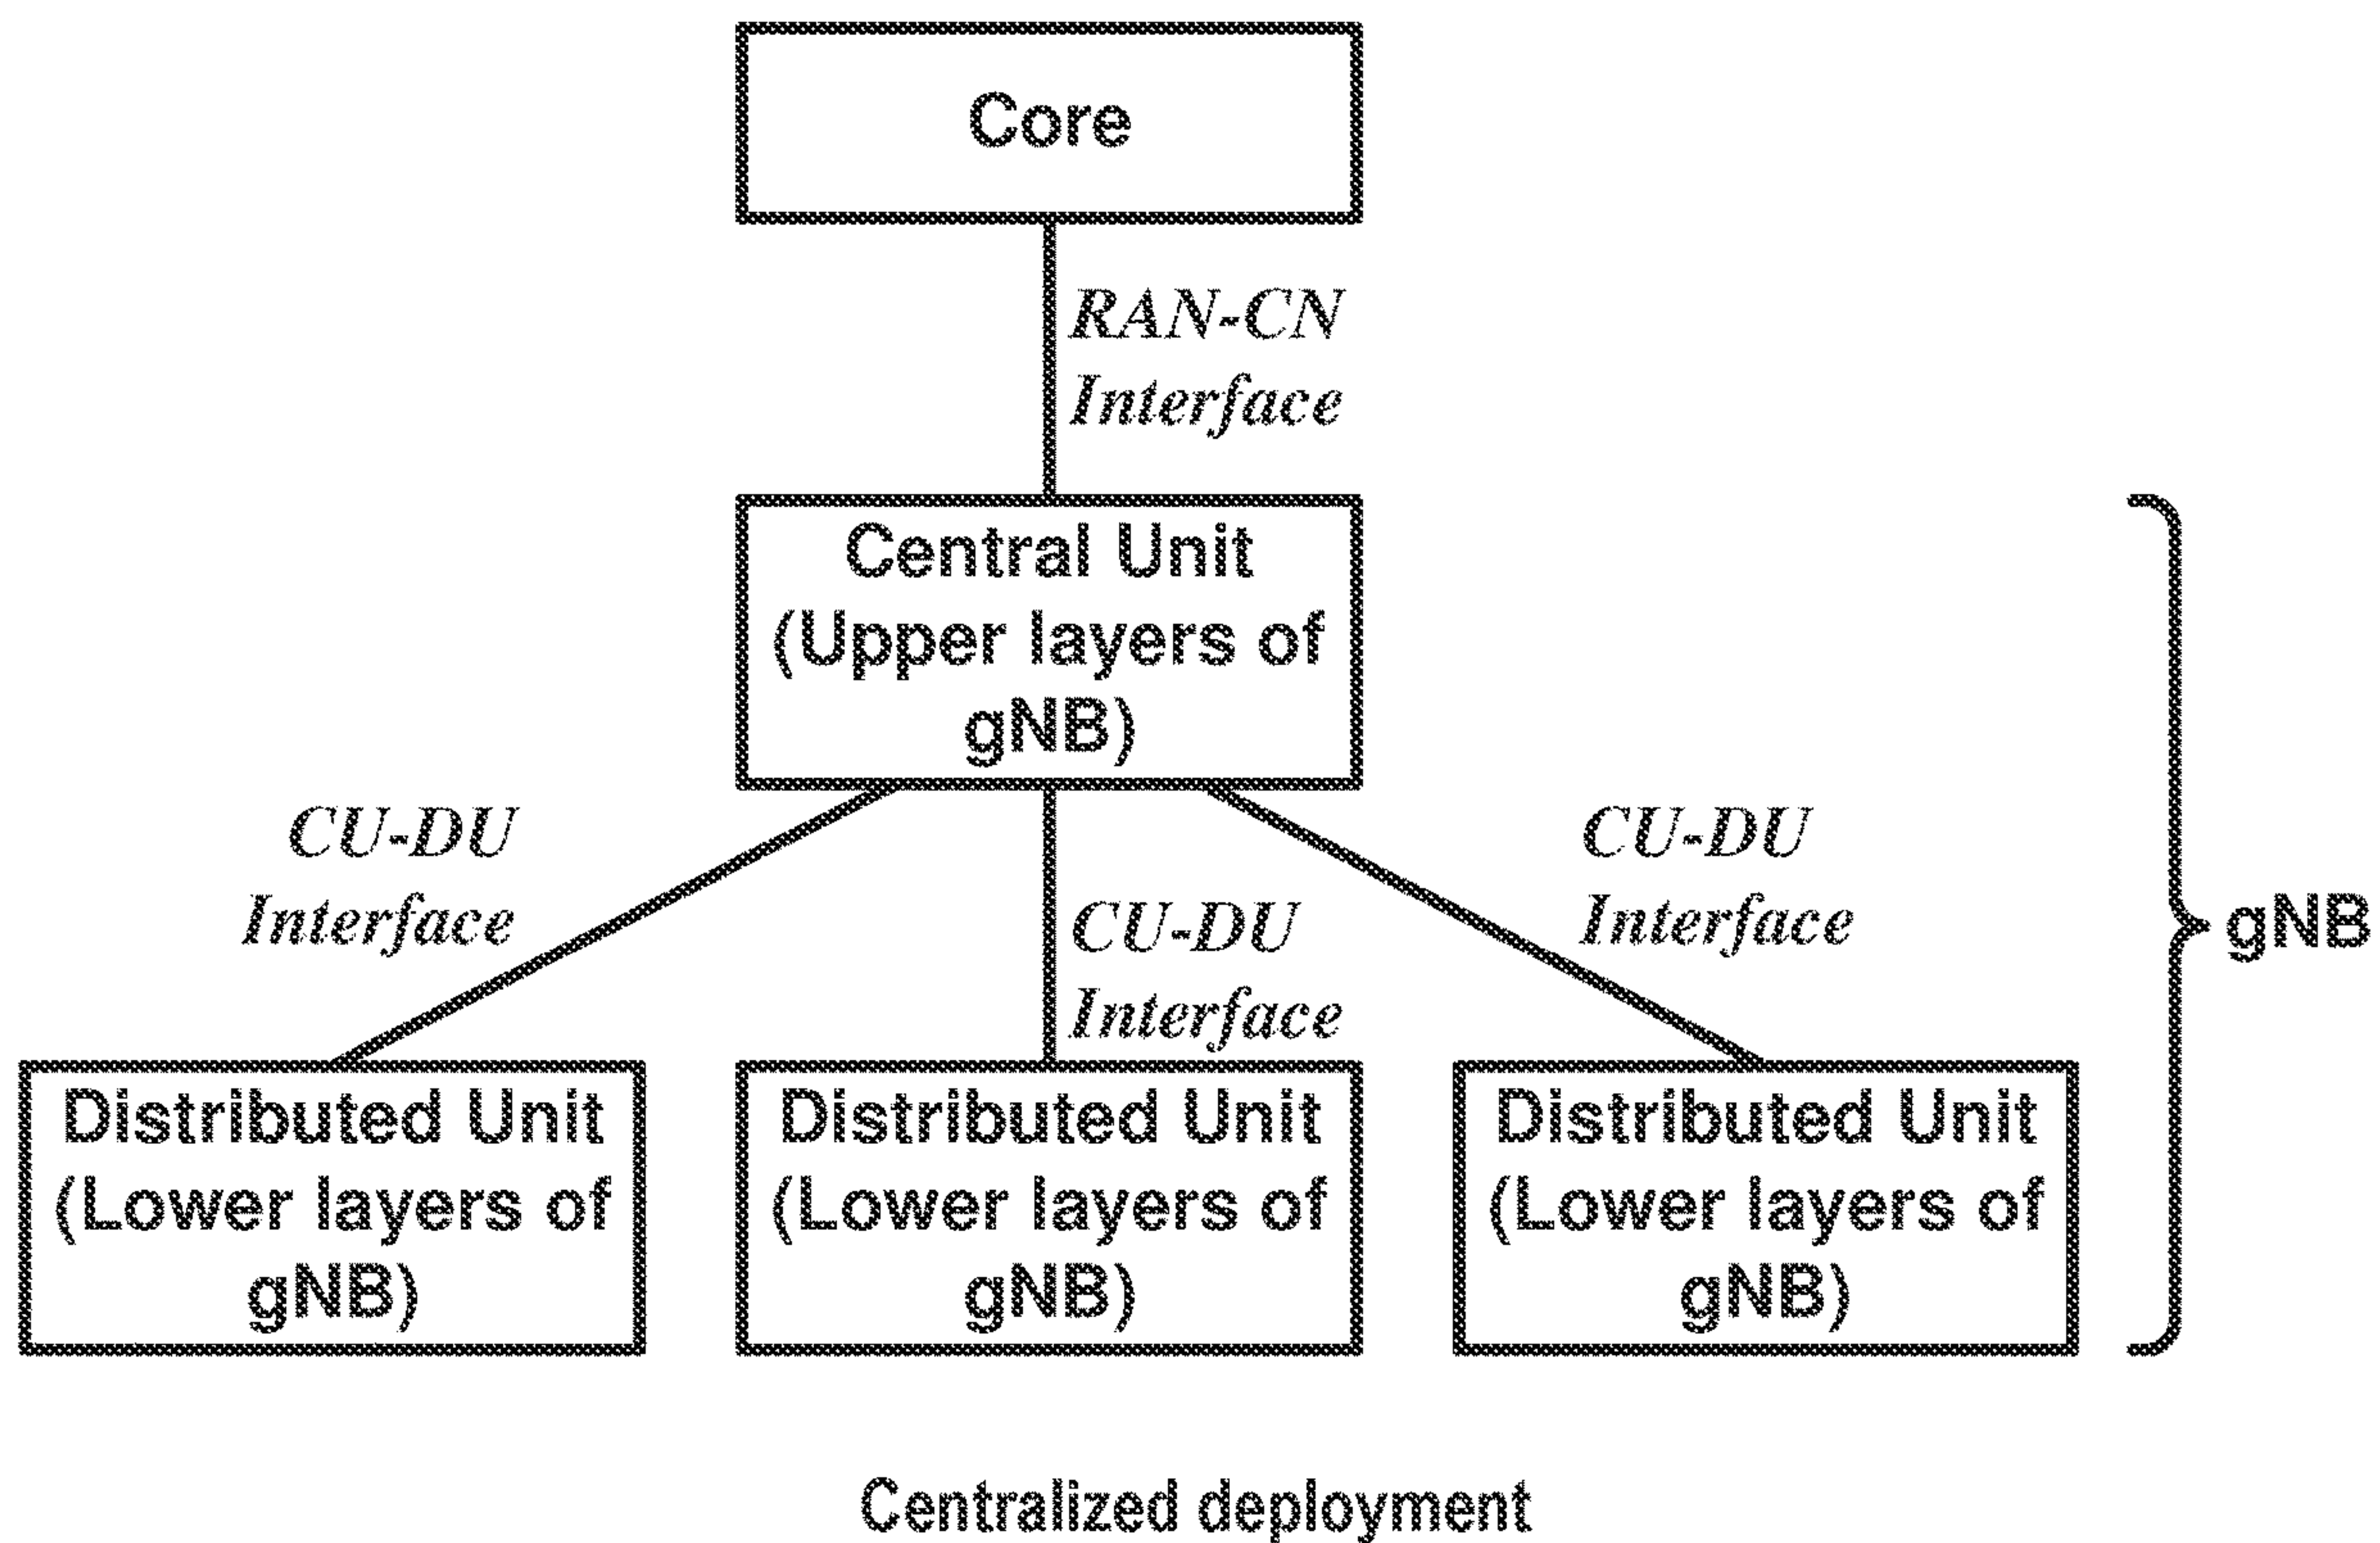 Core
RAN-CN
Interface
Central Unit
(Upper layers of
gNB)
CU-DU
Interface
CU-DU
Interface
CU-DU
Interface
gNB
Distributed Unit
(Lower layers of
gNB)
Distributed Unit
(Lower layers of
gNB)
Distributed Unit
(Lower layers of
gNB)
Centralized deployment